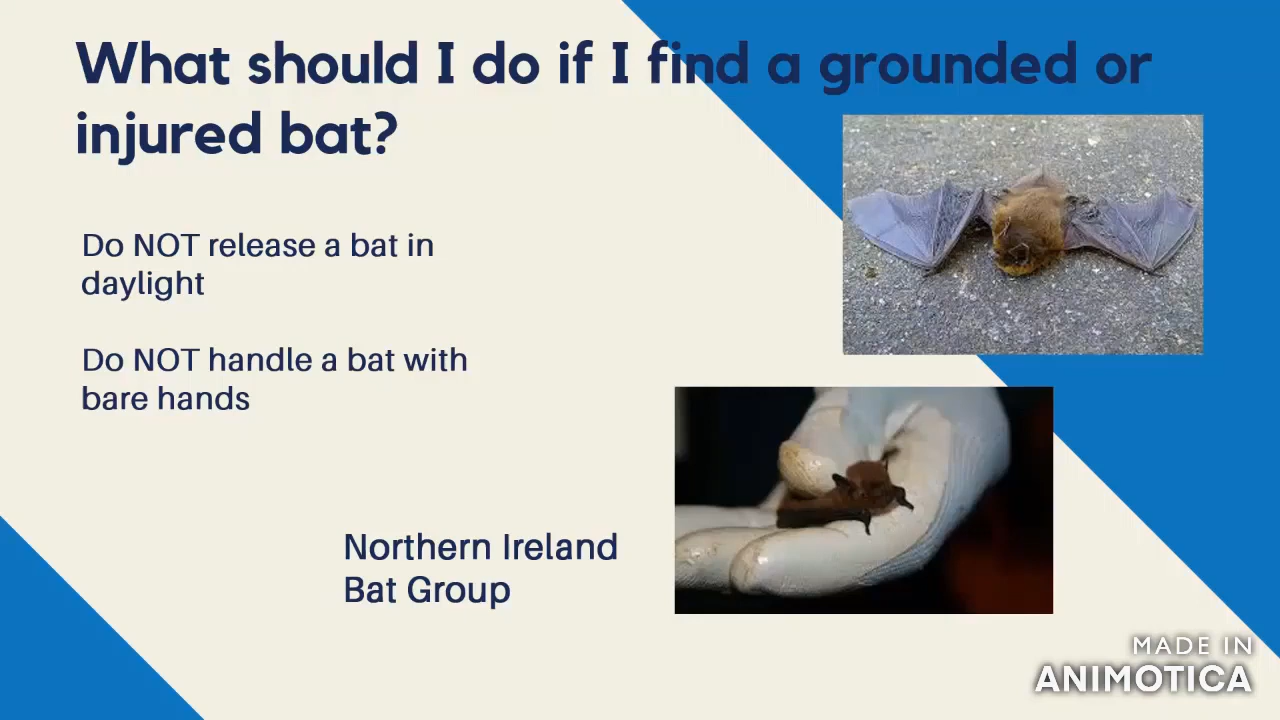 What should I do if I find a grounded or
injured bat?
Do NOT release a bat in
daylight
Do NOT handle a bat with
bare hands
Northern Ireland
Bat Group
MADE IN
ANIMOTICA